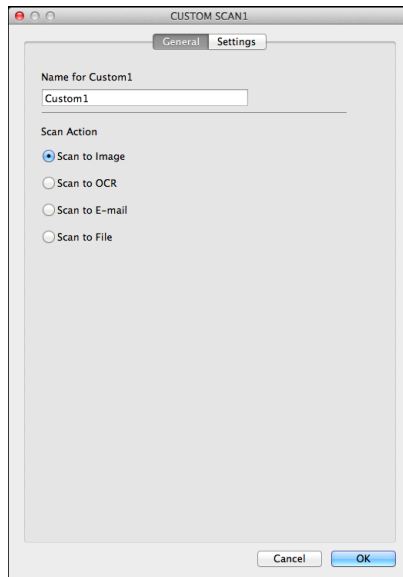 CUSTOM SCAN1
General Settings
Name for Custom1
Custom1
Scan Action
Scan to Image
Scan to OCR
Scan to E-mail
Scan to File
Cancel OK